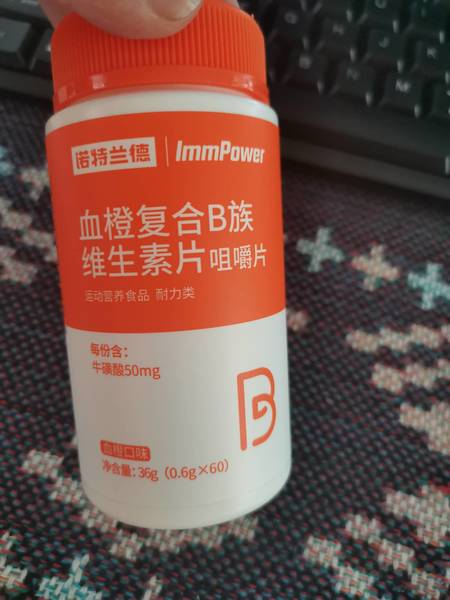 诺特兰德 ImmPower
血橙复合B族
维生素片咀嚼片
运动营养食品 耐力类
每份含：
牛磺酸50mg
B
血橙口味
净含量：36g（0.6g×60）